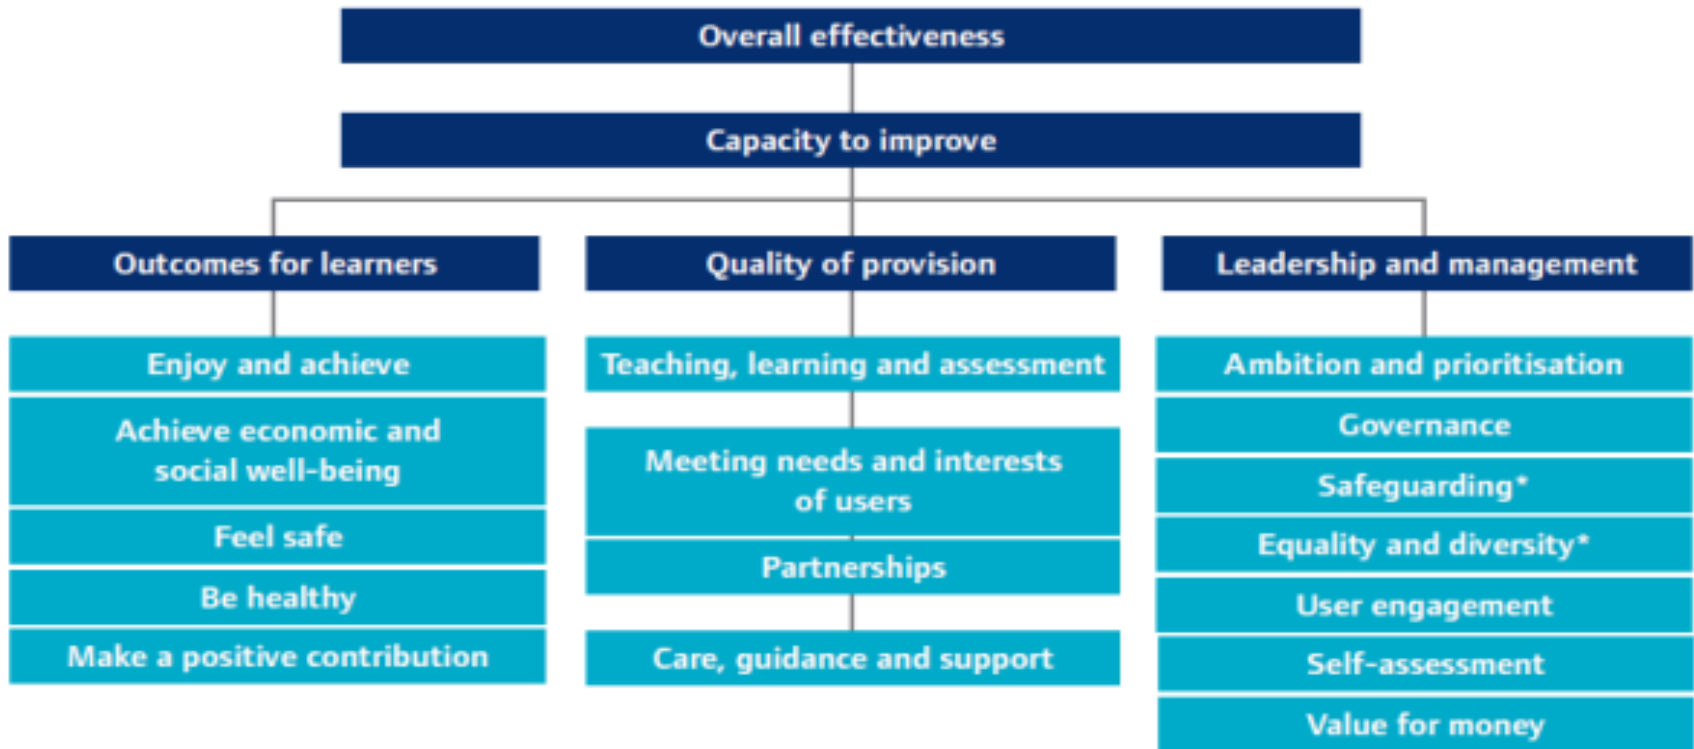 Overall effectiveness
Capacity to improve
Outcomes for learners
Enjoy and achieve
Achieve economic and
social well-being
Feel safe
Be healthy
Make a positive contribution
Quality of provision
Teaching, learning and assessment
Meeting needs and interests
of users
Partnerships
Care, guidance and support
Leadership and management
Ambition and prioritisation
Governance
Safeguarding*
Equality and diversity*
User engagement
Self-assessment
Value for money